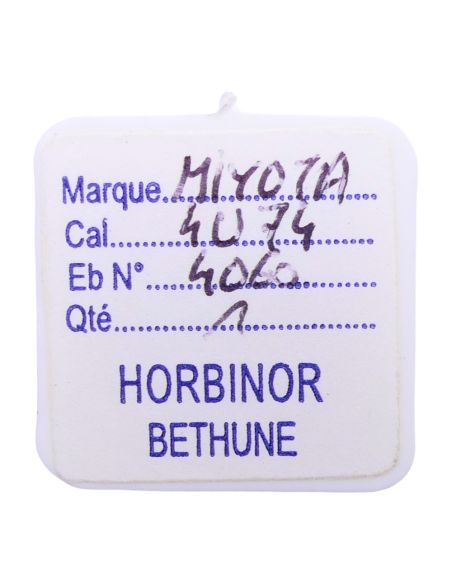 Marque MIYOTA
Cal. 4U74
Eb N° 4060
Qté 1
HORBINOR
BETHUNE